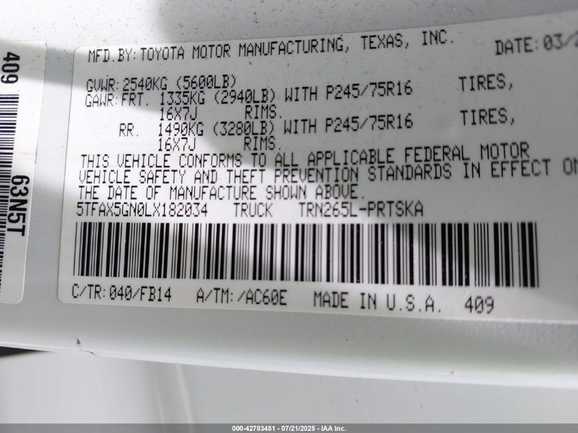 MFD.BY:TOYOTA MOTOR MANUFACTURING, TEXAS, INC. DATE:03/2
GVWR:2540KG (5600LB)
GAWR:FRT. 1335KG (2940LB) WITH P245/75R16 TIRES,
16X7J RIMS.
RR. 1490KG (3280LB) WITH P245/75R16 TIRES,
16X7J RIMS.
THIS VEHICLE CONFORMS TO ALL APPLICABLE FEDERAL MOTOR
VEHICLE SAFETY AND THEFT PREVENTION STANDARDS IN EFFECT ON
THE DATE OF MANUFACTURE SHOWN ABOVE.
5TFAX5GN0LX182034 TRUCK TRN265L-PRTSKA
C/TR:040/FB14 A/TM:/AC60E MADE IN U.S.A. 409
409
63N5T
000-42783481 - 07/21/2025 - IAA Inc.